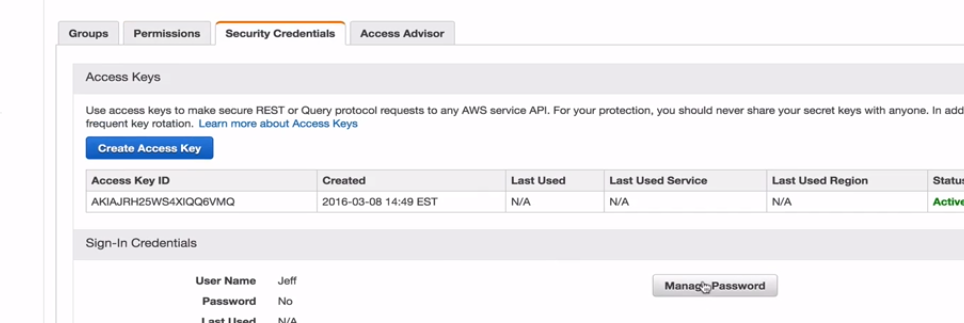 Groups Permissions Security Credentials Access Advisor
Access Keys
Use access keys to make secure REST or Query protocol requests to any AWS service API. For your protection, you should never share your secret keys with anyone. In add
frequent key rotation. Learn more about Access Keys
Create Access Key
Access Key ID Created Last Used Last Used Service Last Used Region Status
AKIAJRH25WS4XIQQ6VMQ 2016-03-08 14:49 EST N/A N/A N/A Active
Sign-In Credentials
User Name Jeff Manage Password
Password No
Last Used N/A